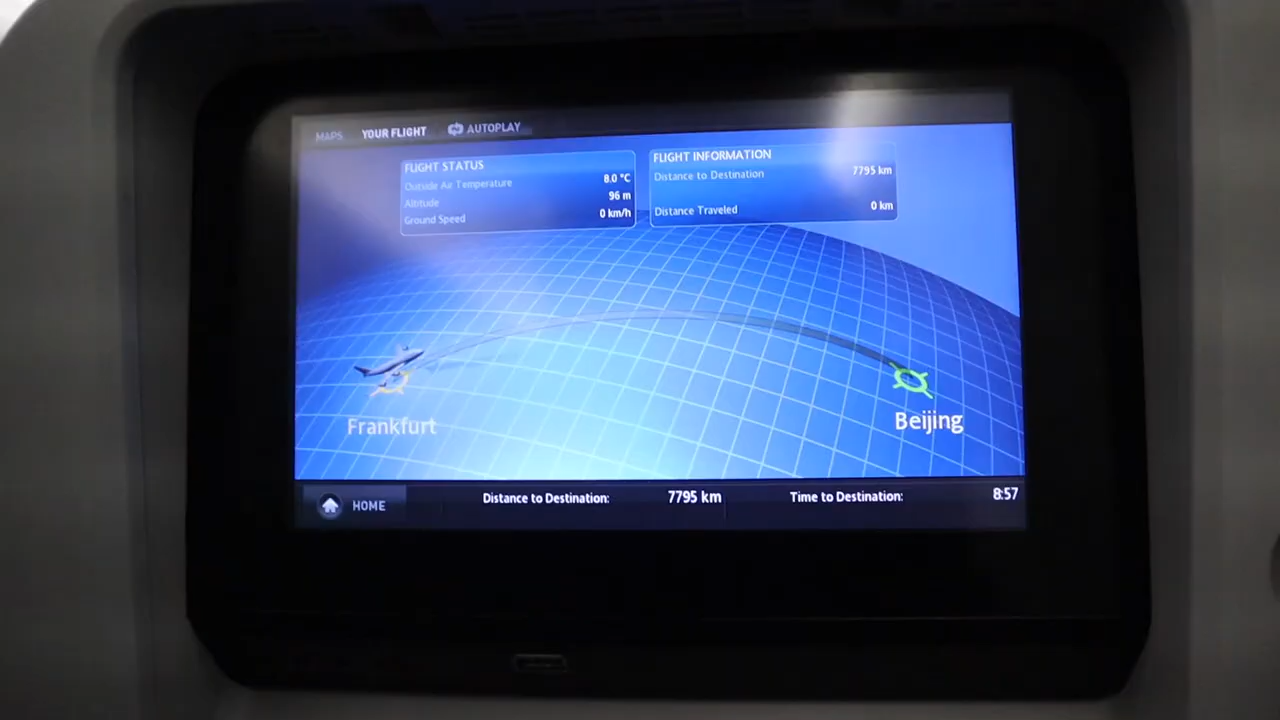 MAPS YOUR FLIGHT AUTOPLAY
FLIGHT STATUS
Outside Air Temperature 8.0 °C
Altitude 96 m
Ground Speed 0 km/h
FLIGHT INFORMATION
Distance to Destination 7795 km
Distance Traveled 0 km
Frankfurt
Beijing
HOME Distance to Destination: 7795 km Time to Destination: 8:57